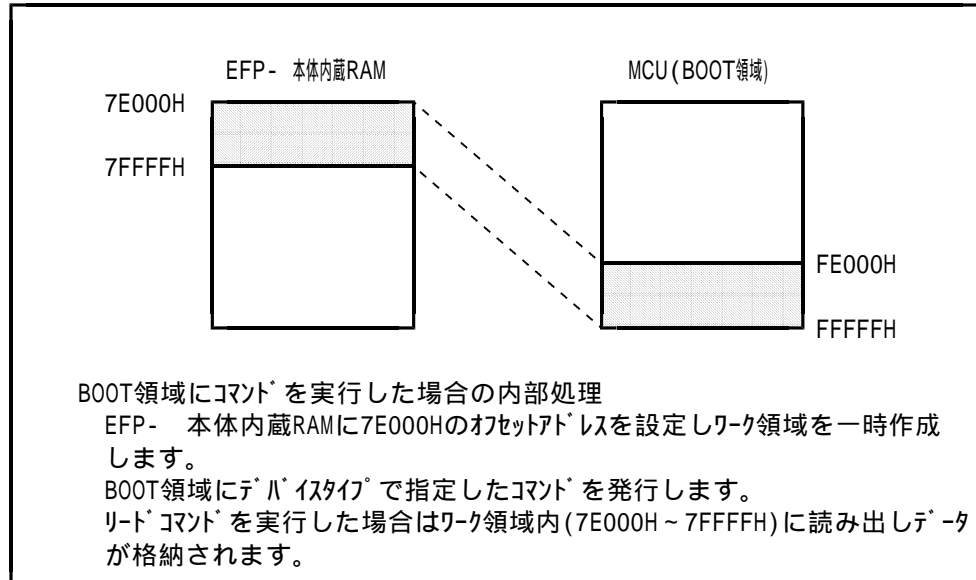 EFP- 本体内蔵RAM
MCU(BOOT領域)
7E000H
7FFFFH
FE000H
FFFFFH
BOOT領域にｺﾏﾝﾄﾞを実行した場合の内部処理
EFP- 本体内蔵RAMに7E000Hのｵﾌｾｯﾄｱﾄﾞﾚｽを設定しﾜｰｸ領域を一時作成
します。
BOOT領域にﾃﾞﾊﾞｲｽﾀｲﾌﾟで指定したｺﾏﾝﾄﾞを発行します。
ﾘｰﾄﾞｺﾏﾝﾄﾞを実行した場合はﾜｰｸ領域内(7E000H~7FFFFH)に読み出しﾃﾞｰﾀ
が格納されます。